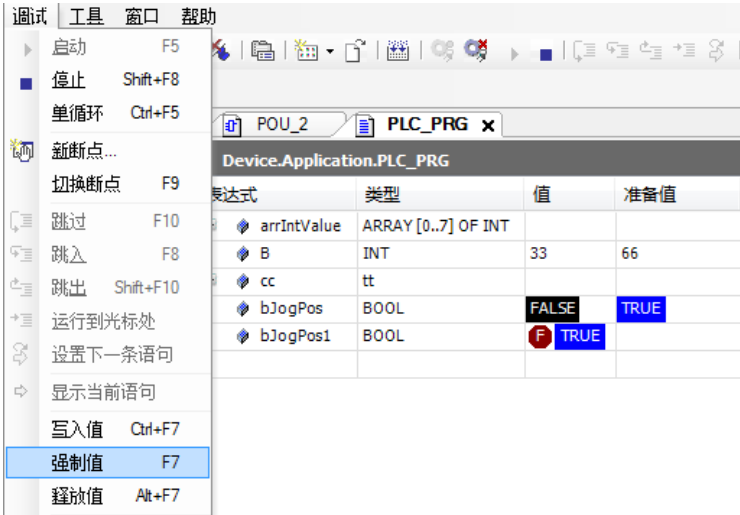 调试 工具 窗口 帮助
启动 F5
停止 Shift+F8
单循环 Ctrl+F5
新断点...
切换断点 F9
跳过 F10
跳入 F8
跳出 Shift+F10
运行到光标处
设置下一条语句
显示当前语句
写入值 Ctrl+F7
强制值 F7
释放值 Alt+F7
POU_2 PLC_PRG
Device.Application.PLC_PRG
表达式 类型 值 准备值
arrIntValue ARRAY [0..7] OF INT
B INT 33 66
cc tt
bJogPos BOOL FALSE TRUE
bJogPos1 BOOL F TRUE